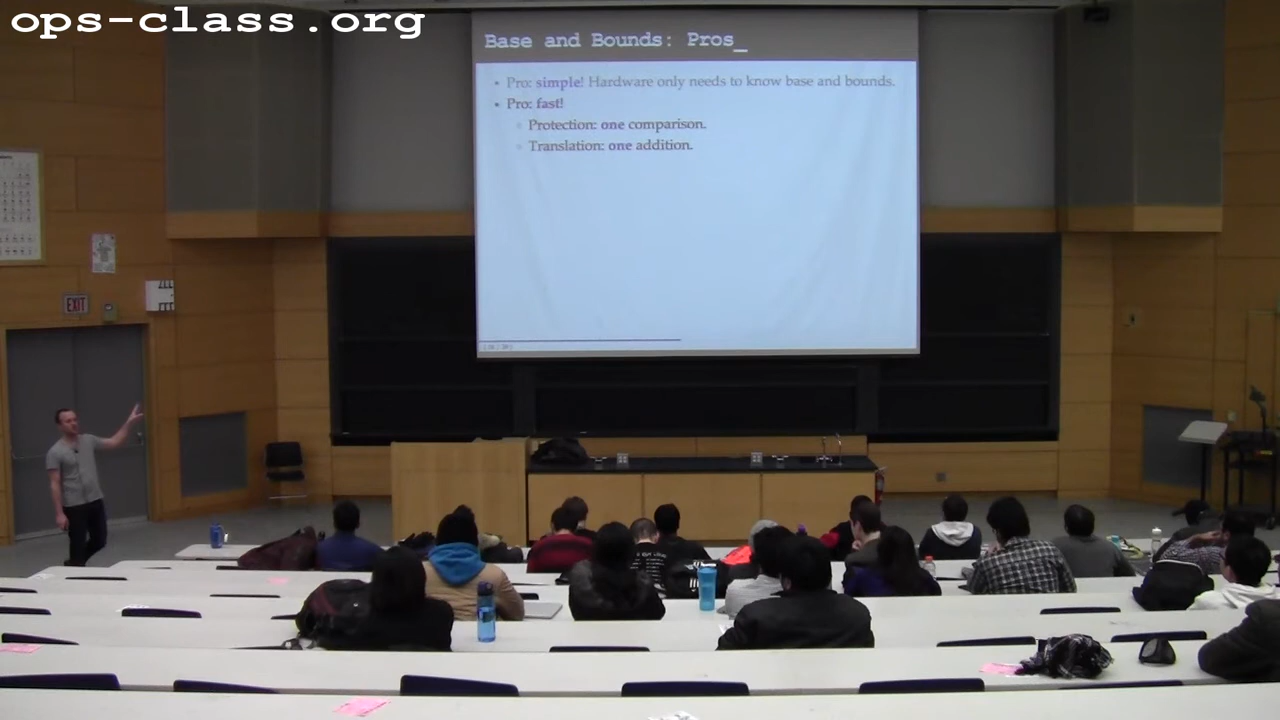 ops-class.org
Base and Bounds: Pros_
• Pro: simple! Hardware only needs to know base and bounds.
• Pro: fast!
Protection: one comparison.
Translation: one addition.
EXIT